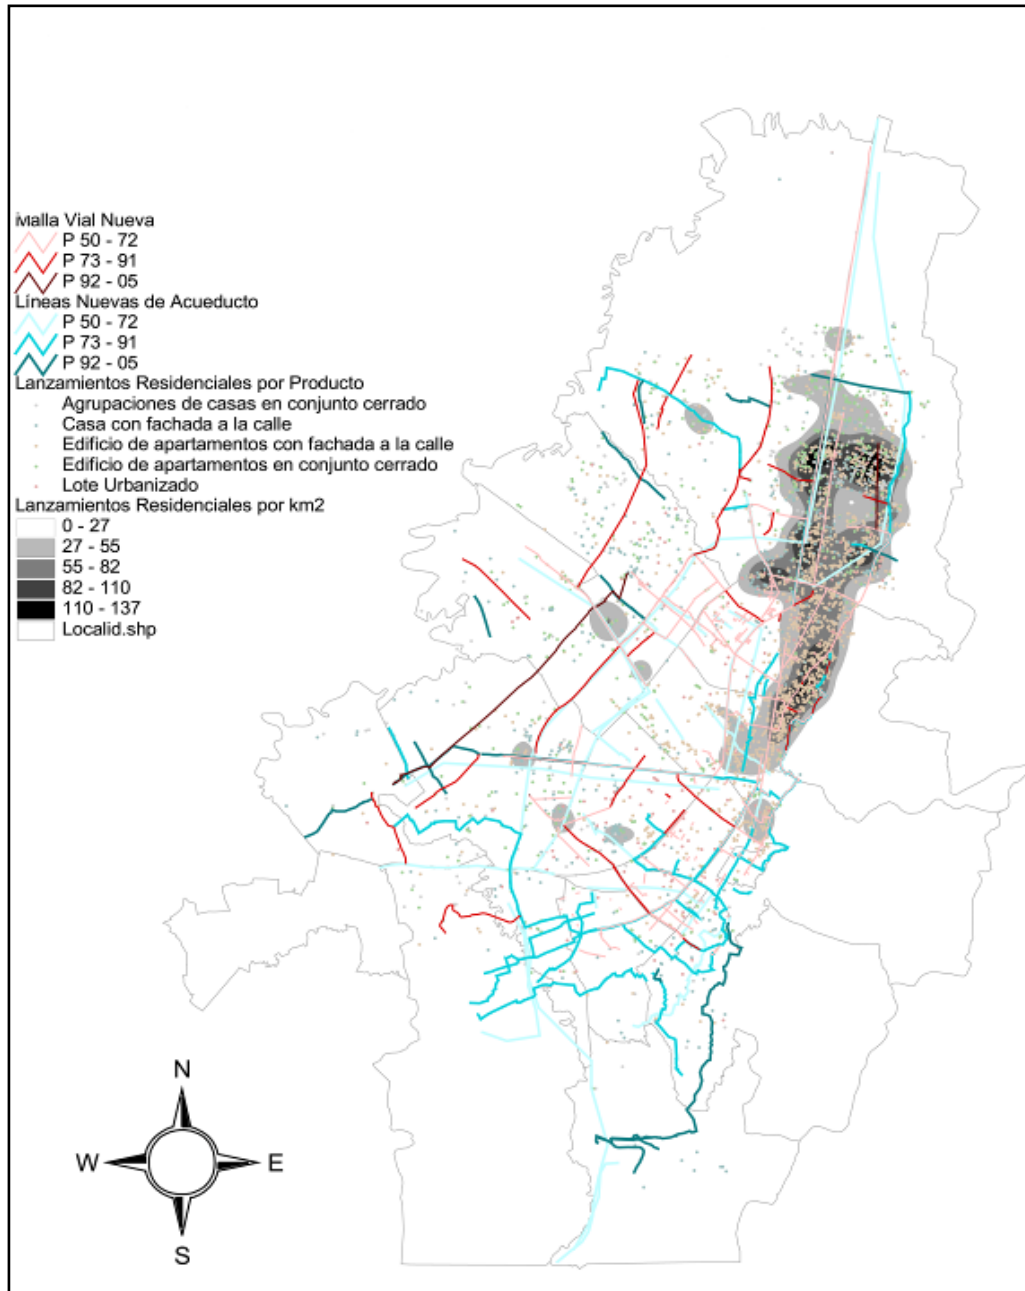 Malla Vial Nueva
P 50 - 72
P 73 - 91
P 92 - 05
Líneas Nuevas de Acueducto
P 50 - 72
P 73 - 91
P 92 - 05
Lanzamientos Residenciales por Producto
Agrupaciones de casas en conjunto cerrado
Casa con fachada a la calle
Edificio de apartamentos con fachada a la calle
Edificio de apartamentos en conjunto cerrado
Lote Urbanizado
Lanzamientos Residenciales por km2
0 - 27
27 - 55
55 - 82
82 - 110
110 - 137
Localid.shp
N
W E
S